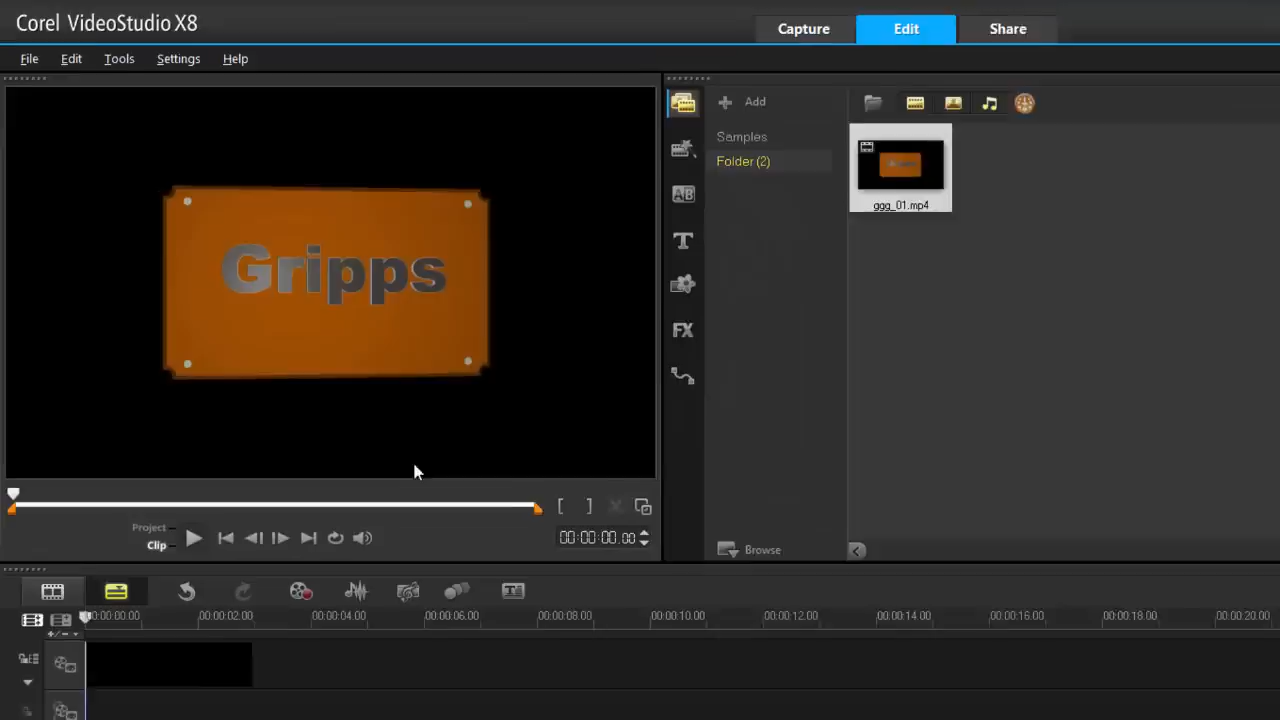 Corel VideoStudio X8
Capture
Edit
Share
File
Edit
Tools
Settings
Help
Add
Samples
Folder (2)
ggg_01.mp4
Gripps
Project
Clip
00:00:00.00
Browse
AB
T
FX
00:00:00.00
00:00:02.00
00:00:04.00
00:00:06.00
00:00:08.00
00:00:10.00
00:00:12.00
00:00:14.00
00:00:16.00
00:00:18.00
00:00:20.00